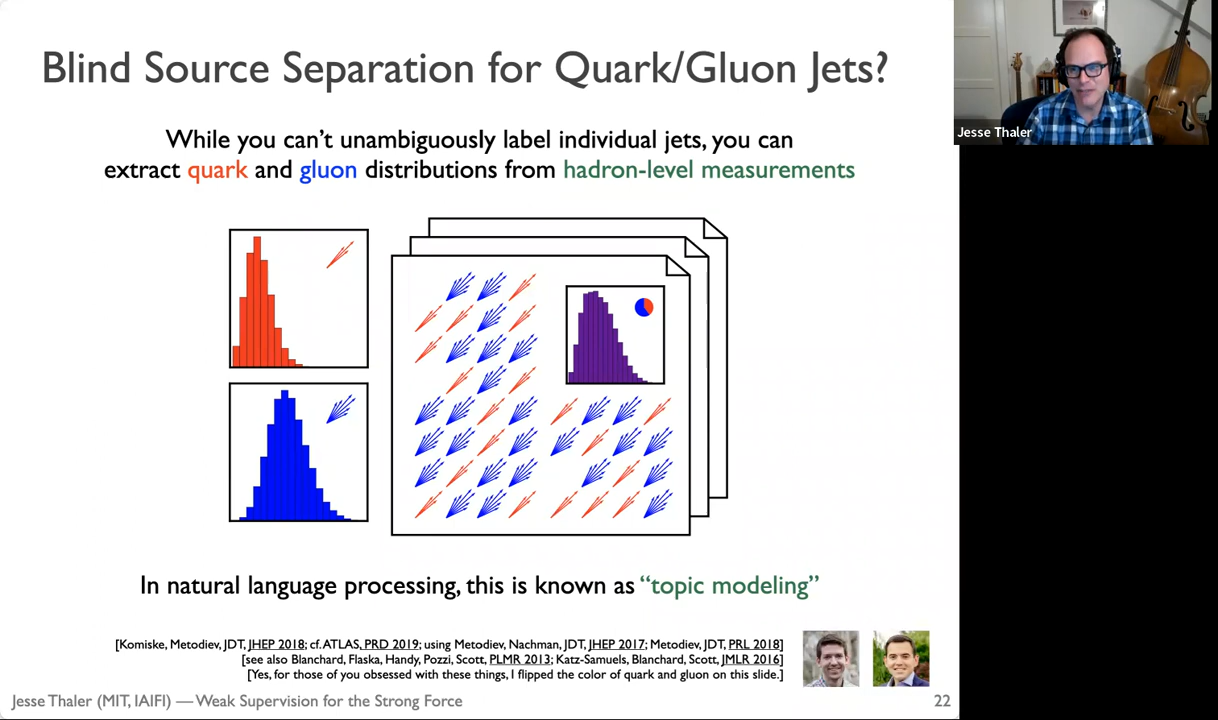 Blind Source Separation for Quark/Gluon Jets?
Jesse Thaler
While you can't unambiguously label individual jets, you can
extract quark and gluon distributions from hadron-level measurements
In natural language processing, this is known as “topic modeling”
[Komiske, Metodiev, JDT, JHEP 2018; cf. ATLAS, PRD 2019; using Metodiev, Nachman, JDT, JHEP 2017; Metodiev, JDT, PRL 2018]
[see also Blanchard, Flaska, Handy, Pozzi, Scott, PLMR 2013; Katz-Samuels, Blanchard, Scott, JMLR 2016]
[Yes, for those of you obsessed with these things, I flipped the color of quark and gluon on this slide.]
Jesse Thaler (MIT, IAIFI) — Weak Supervision for the Strong Force
22